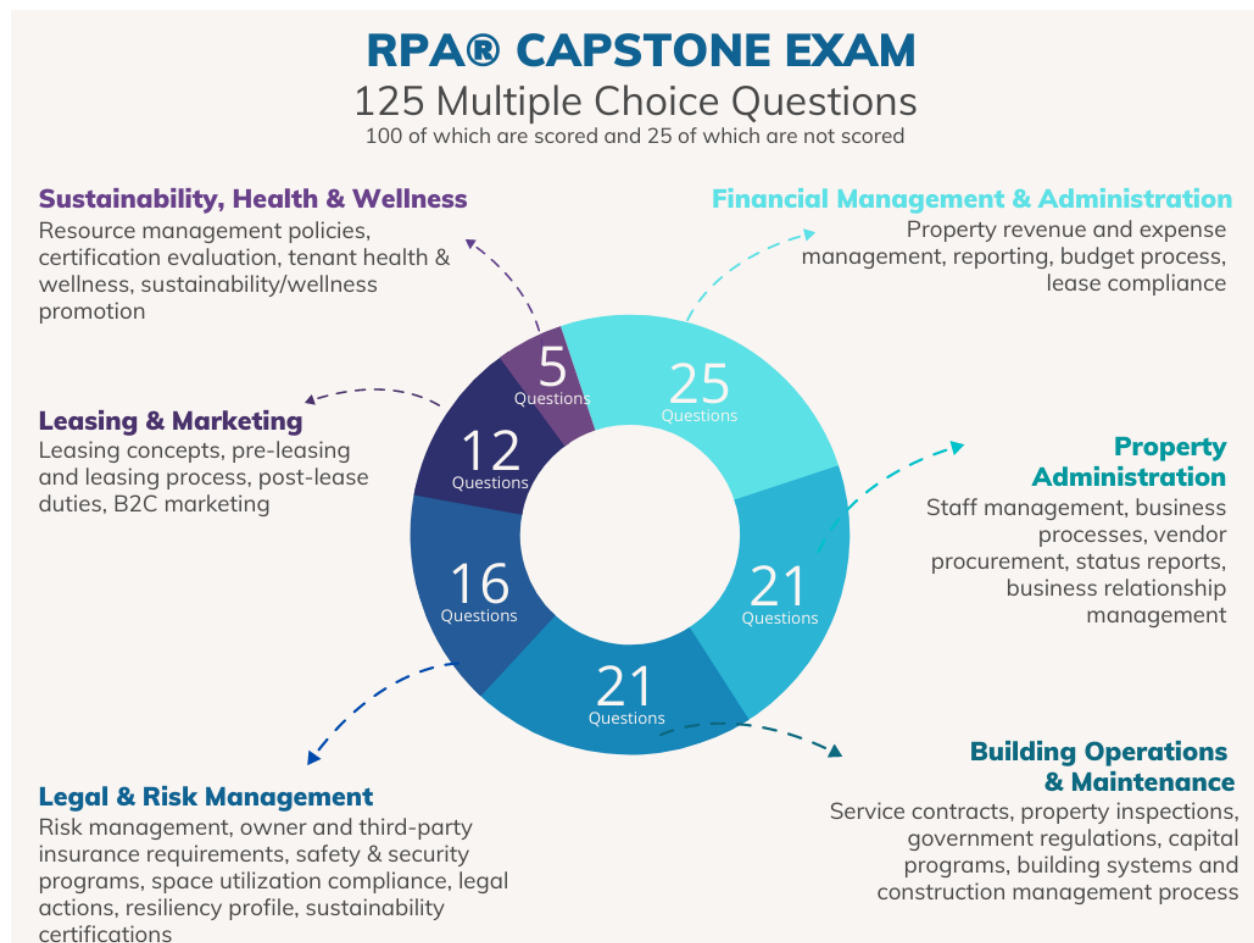 RPA® CAPSTONE EXAM
125 Multiple Choice Questions
100 of which are scored and 25 of which are not scored
Sustainability, Health & Wellness
Resource management policies,
certification evaluation, tenant health &
wellness, sustainability/wellness
promotion
Financial Management & Administration
Property revenue and expense
management, reporting, budget process,
lease compliance
5
Questions
25
Questions
Leasing & Marketing
Leasing concepts, pre-leasing
and leasing process, post-lease
duties, B2C marketing
12
Questions
Property
Administration
Staff management, business
processes, vendor
procurement, status reports,
business relationship
management
16
Questions
21
Questions
21
Questions
Legal & Risk Management
Risk management, owner and third-party
insurance requirements, safety & security
programs, space utilization compliance, legal
actions, resiliency profile, sustainability
certifications
Building Operations
& Maintenance
Service contracts, property inspections,
government regulations, capital
programs, building systems and
construction management process